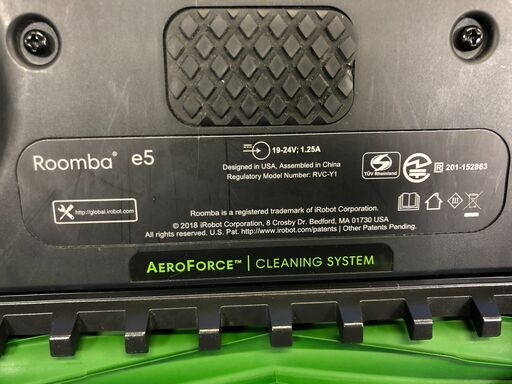 19-24V; 1.25A
Roomba® e5
Designed in USA, Assembled in China
Regulatory Model Number: RVC-Y1
TÜV Rheinland
R 201-152863
http://global.irobot.com
Roomba is a registered trademark of iRobot Corporation.
© 2018 iRobot Corporation, 8 Crosby Dr. Bedford, MA 01730 USA
All rights reserved. U.S. Pat. http://www.irobot.com/patents | Other Patents Pending.
III
AEROFORCE™ | CLEANING SYSTEM